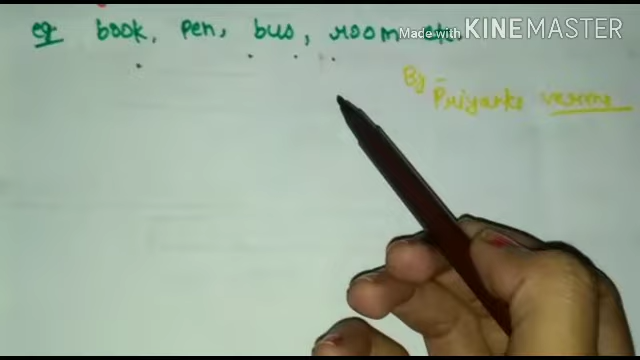 eg book, pen, bus, room etc.
Made with KINEMASTER
By - Priyanka verma